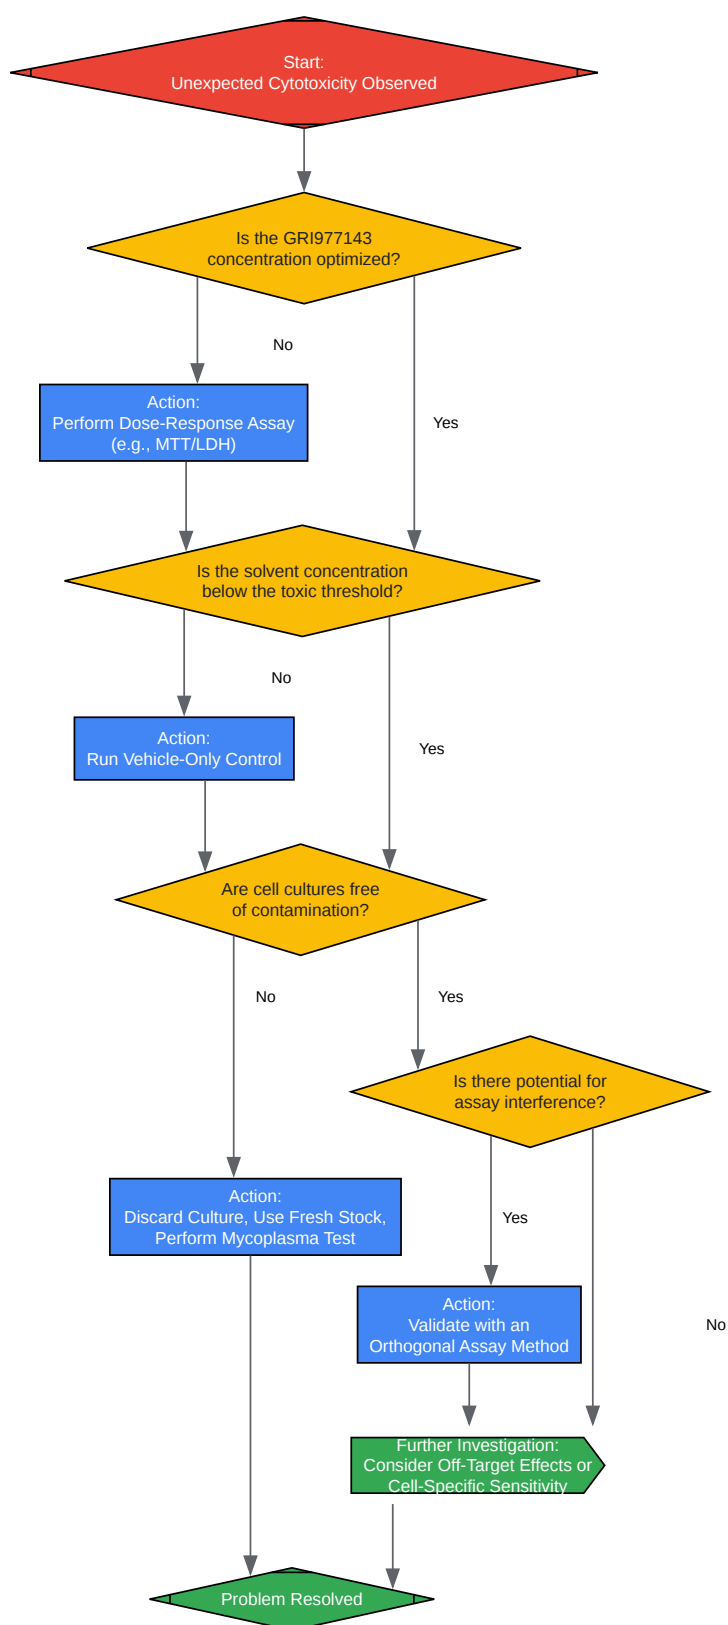 Start:
Unexpected Cytotoxicity Observed
Is the GRI977143
concentration optimized?
No
Action:
Perform Dose-Response Assay
(e.g., MTT/LDH)
Yes
Is the solvent concentration
below the toxic threshold?
No
Action:
Run Vehicle-Only Control
Yes
Are cell cultures free
of contamination?
No
Yes
Is there potential for
assay interference?
Action:
Discard Culture, Use Fresh Stock,
Perform Mycoplasma Test
Yes
Action:
Validate with an
Orthogonal Assay Method
No
Further Investigation:
Consider Off-Target Effects or
Cell-Specific Sensitivity
Problem Resolved